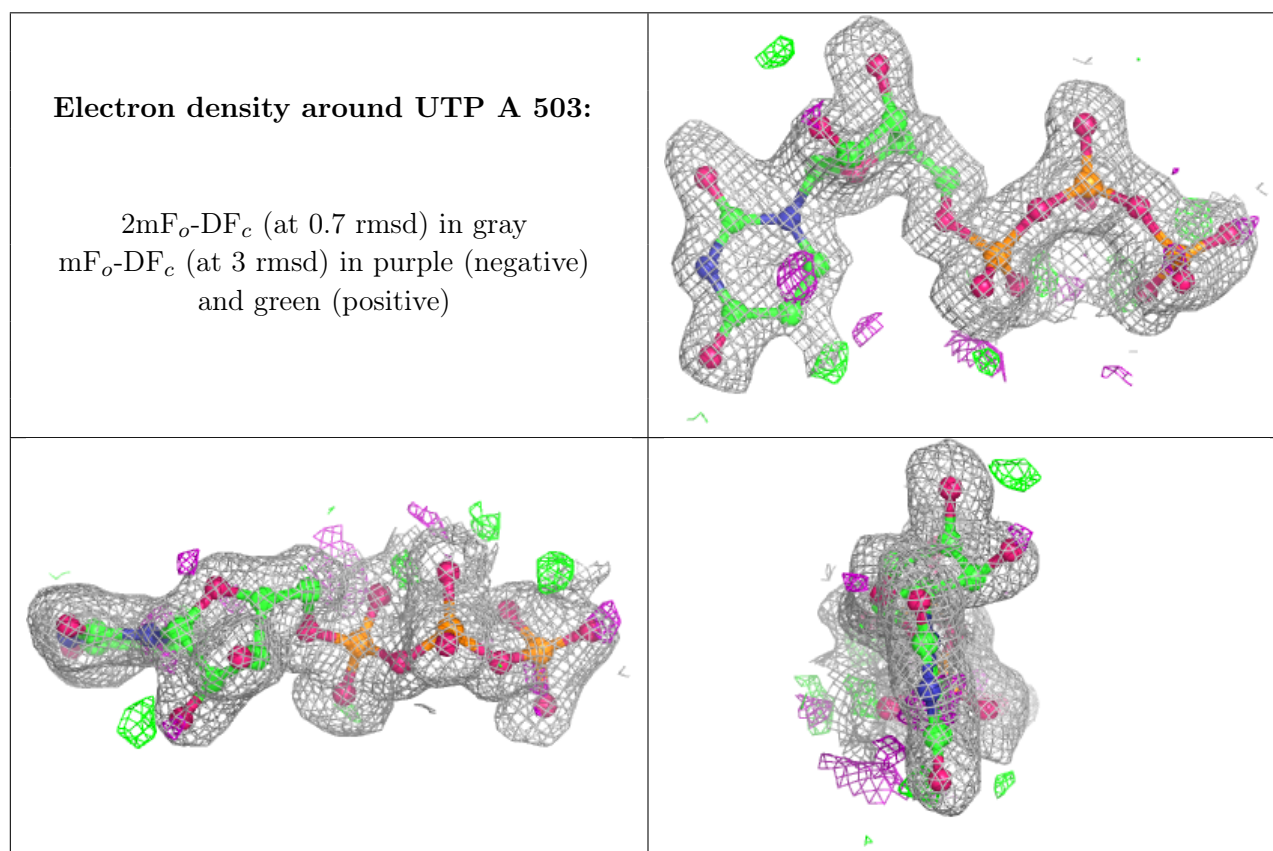 Electron density around UTP A 503:
2mFₒ-DF𝒸 (at 0.7 rmsd) in gray
mFₒ-DF𝒸 (at 3 rmsd) in purple (negative)
and green (positive)